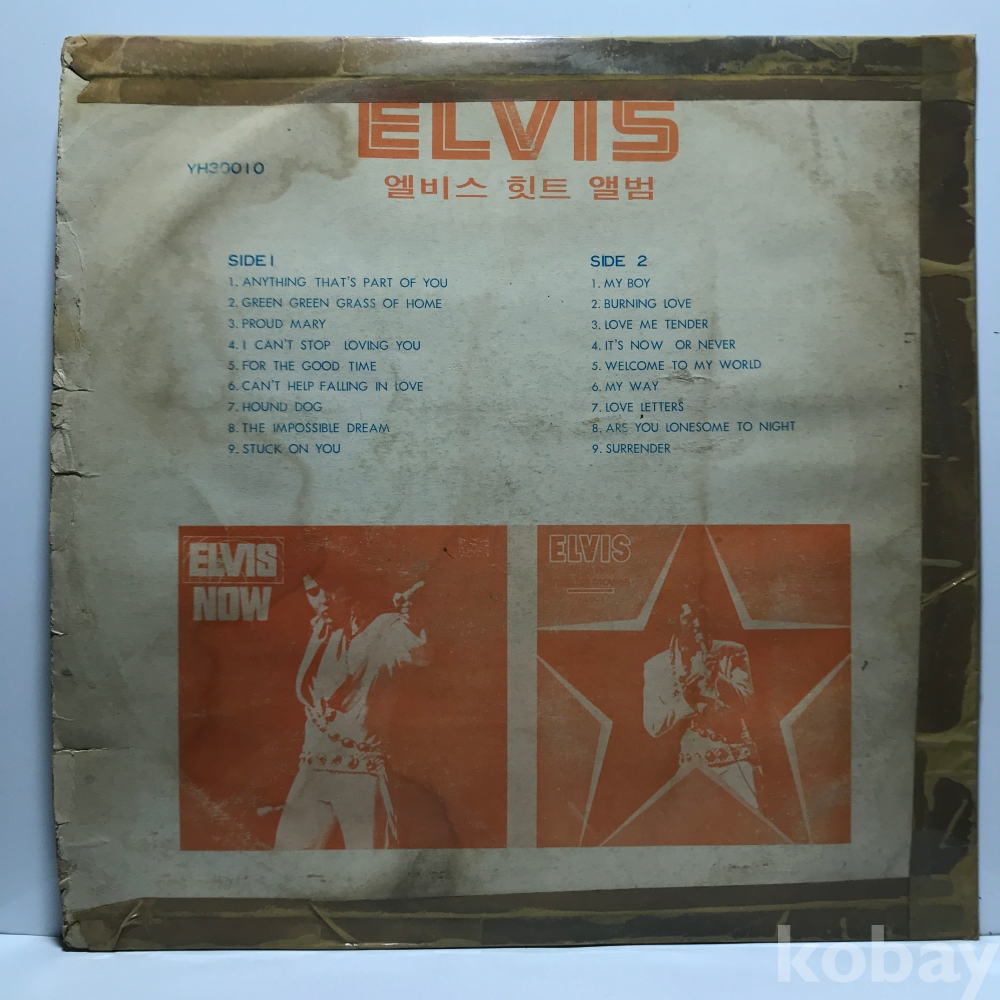 ELVIS
YH30010
엘비스 힛트 앨범
SIDE 1
1. ANYTHING THAT'S PART OF YOU
2. GREEN GREEN GRASS OF HOME
3. PROUD MARY
4. I CAN'T STOP LOVING YOU
5. FOR THE GOOD TIME
6. CAN'T HELP FALLING IN LOVE
7. HOUND DOG
8. THE IMPOSSIBLE DREAM
9. STUCK ON YOU
SIDE 2
1. MY BOY
2. BURNING LOVE
3. LOVE ME TENDER
4. IT'S NOW OR NEVER
5. WELCOME TO MY WORLD
6. MY WAY
7. LOVE LETTERS
8. ARE YOU LONESOME TO NIGHT
9. SURRENDER
ELVIS
NOW
ELVIS
kobay